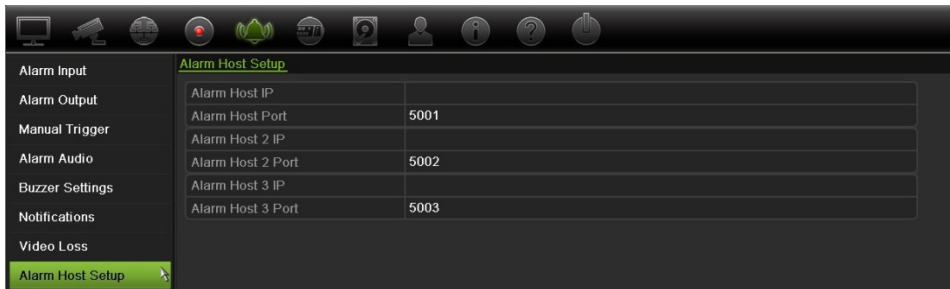 Alarm Input
Alarm Output
Manual Trigger
Alarm Audio
Buzzer Settings
Notifications
Video Loss
Alarm Host Setup
Alarm Host Setup
Alarm Host IP
Alarm Host Port 5001
Alarm Host 2 IP
Alarm Host 2 Port 5002
Alarm Host 3 IP
Alarm Host 3 Port 5003